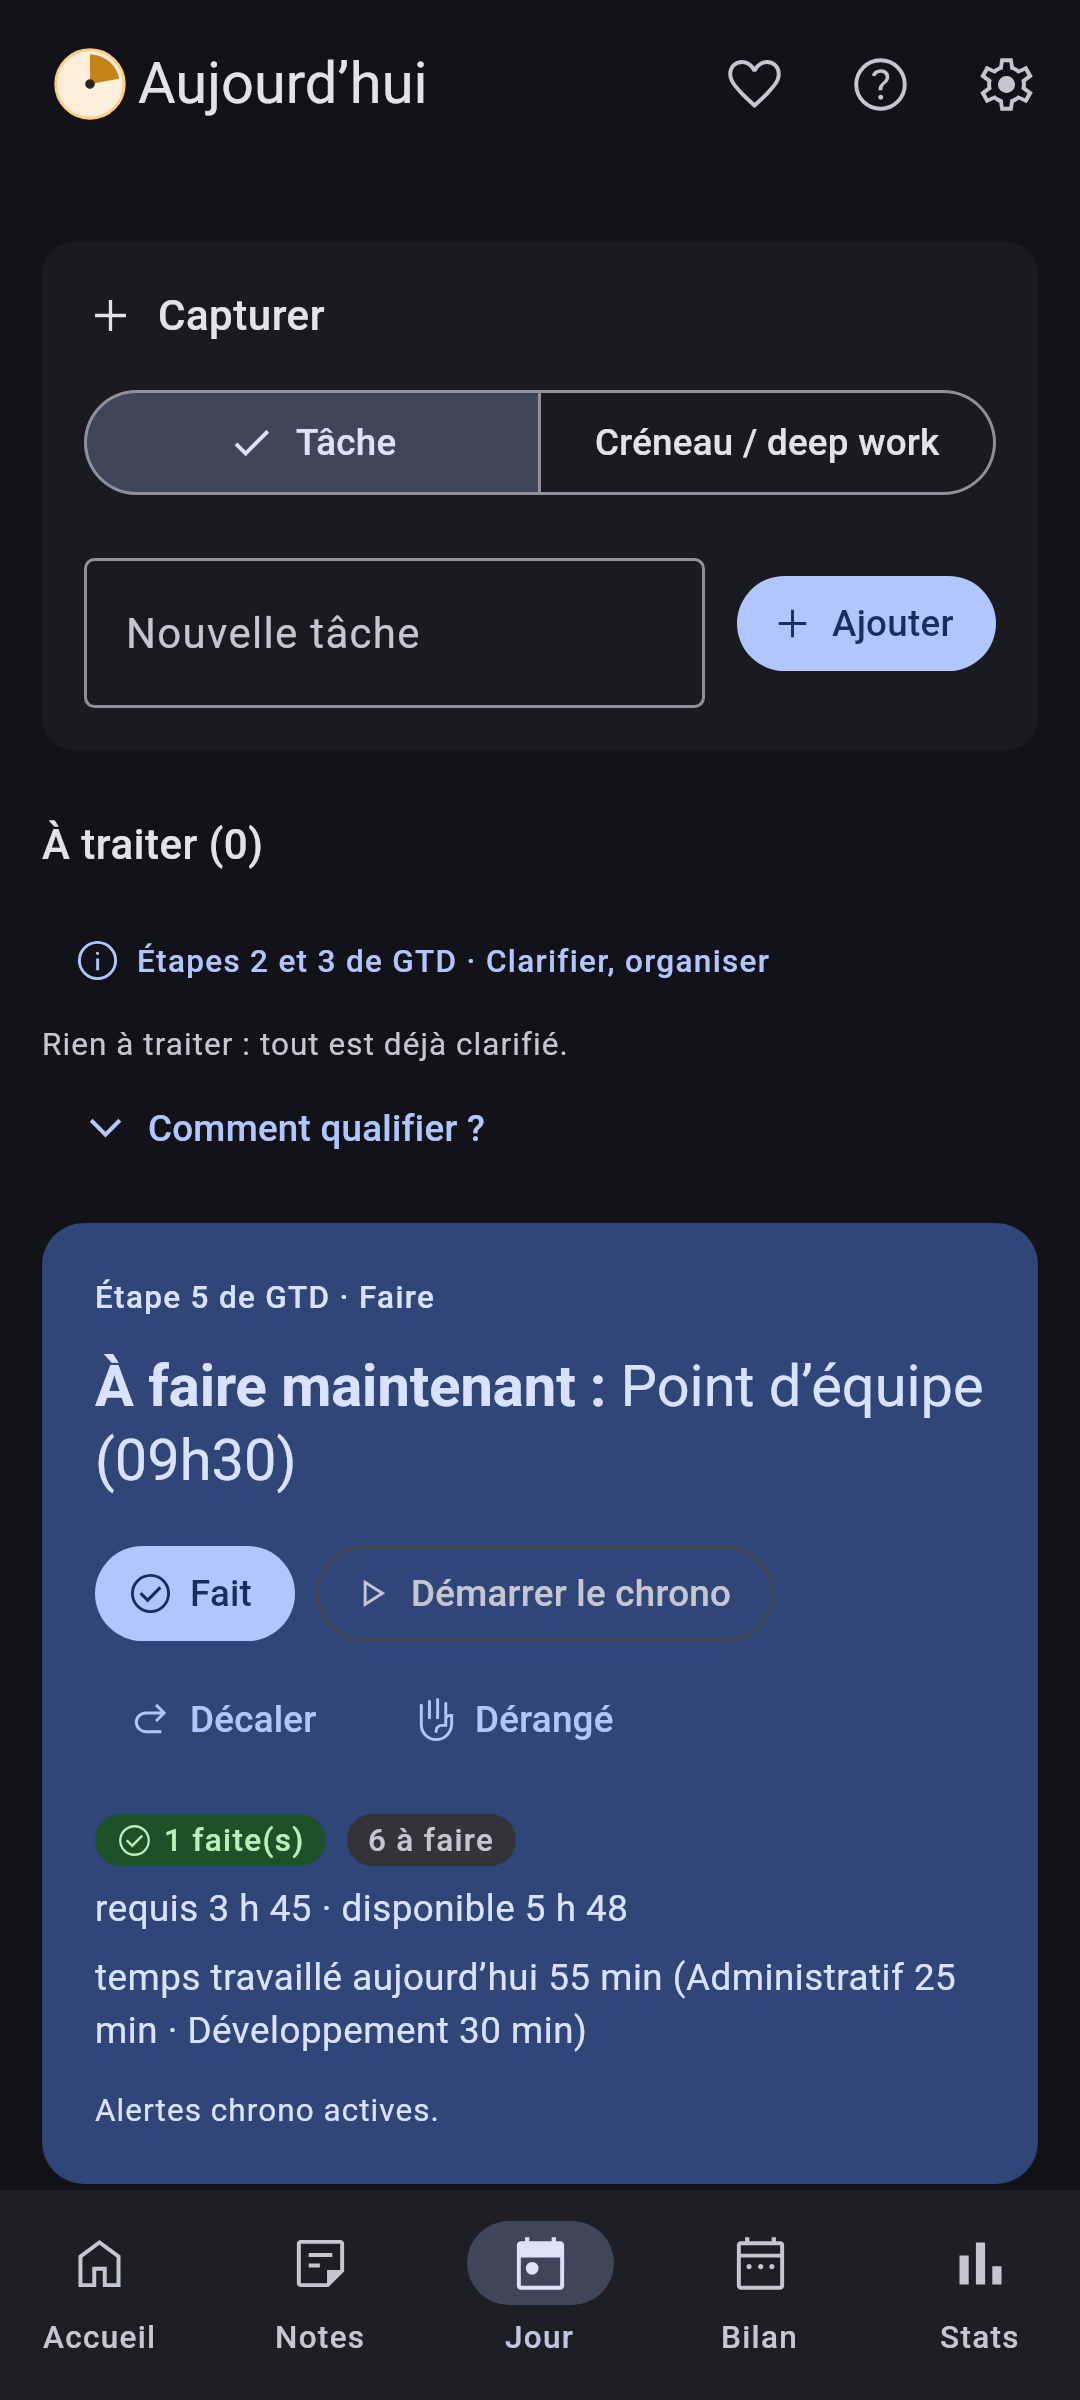 Aujourd’hui
Capturer
Tâche
Créneau / deep work
Nouvelle tâche
Ajouter
À traiter (0)
Étapes 2 et 3 de GTD · Clarifier, organiser
Rien à traiter : tout est déjà clarifié.
Comment qualifier ?
Étape 5 de GTD · Faire
À faire maintenant : Point d’équipe
(09h30)
Fait
Démarrer le chrono
Décaler
Dérangé
1 faite(s)
6 à faire
requis 3 h 45 · disponible 5 h 48
temps travaillé aujourd’hui 55 min (Administratif 25
min · Développement 30 min)
Alertes chrono actives.
Accueil
Notes
Jour
Bilan
Stats